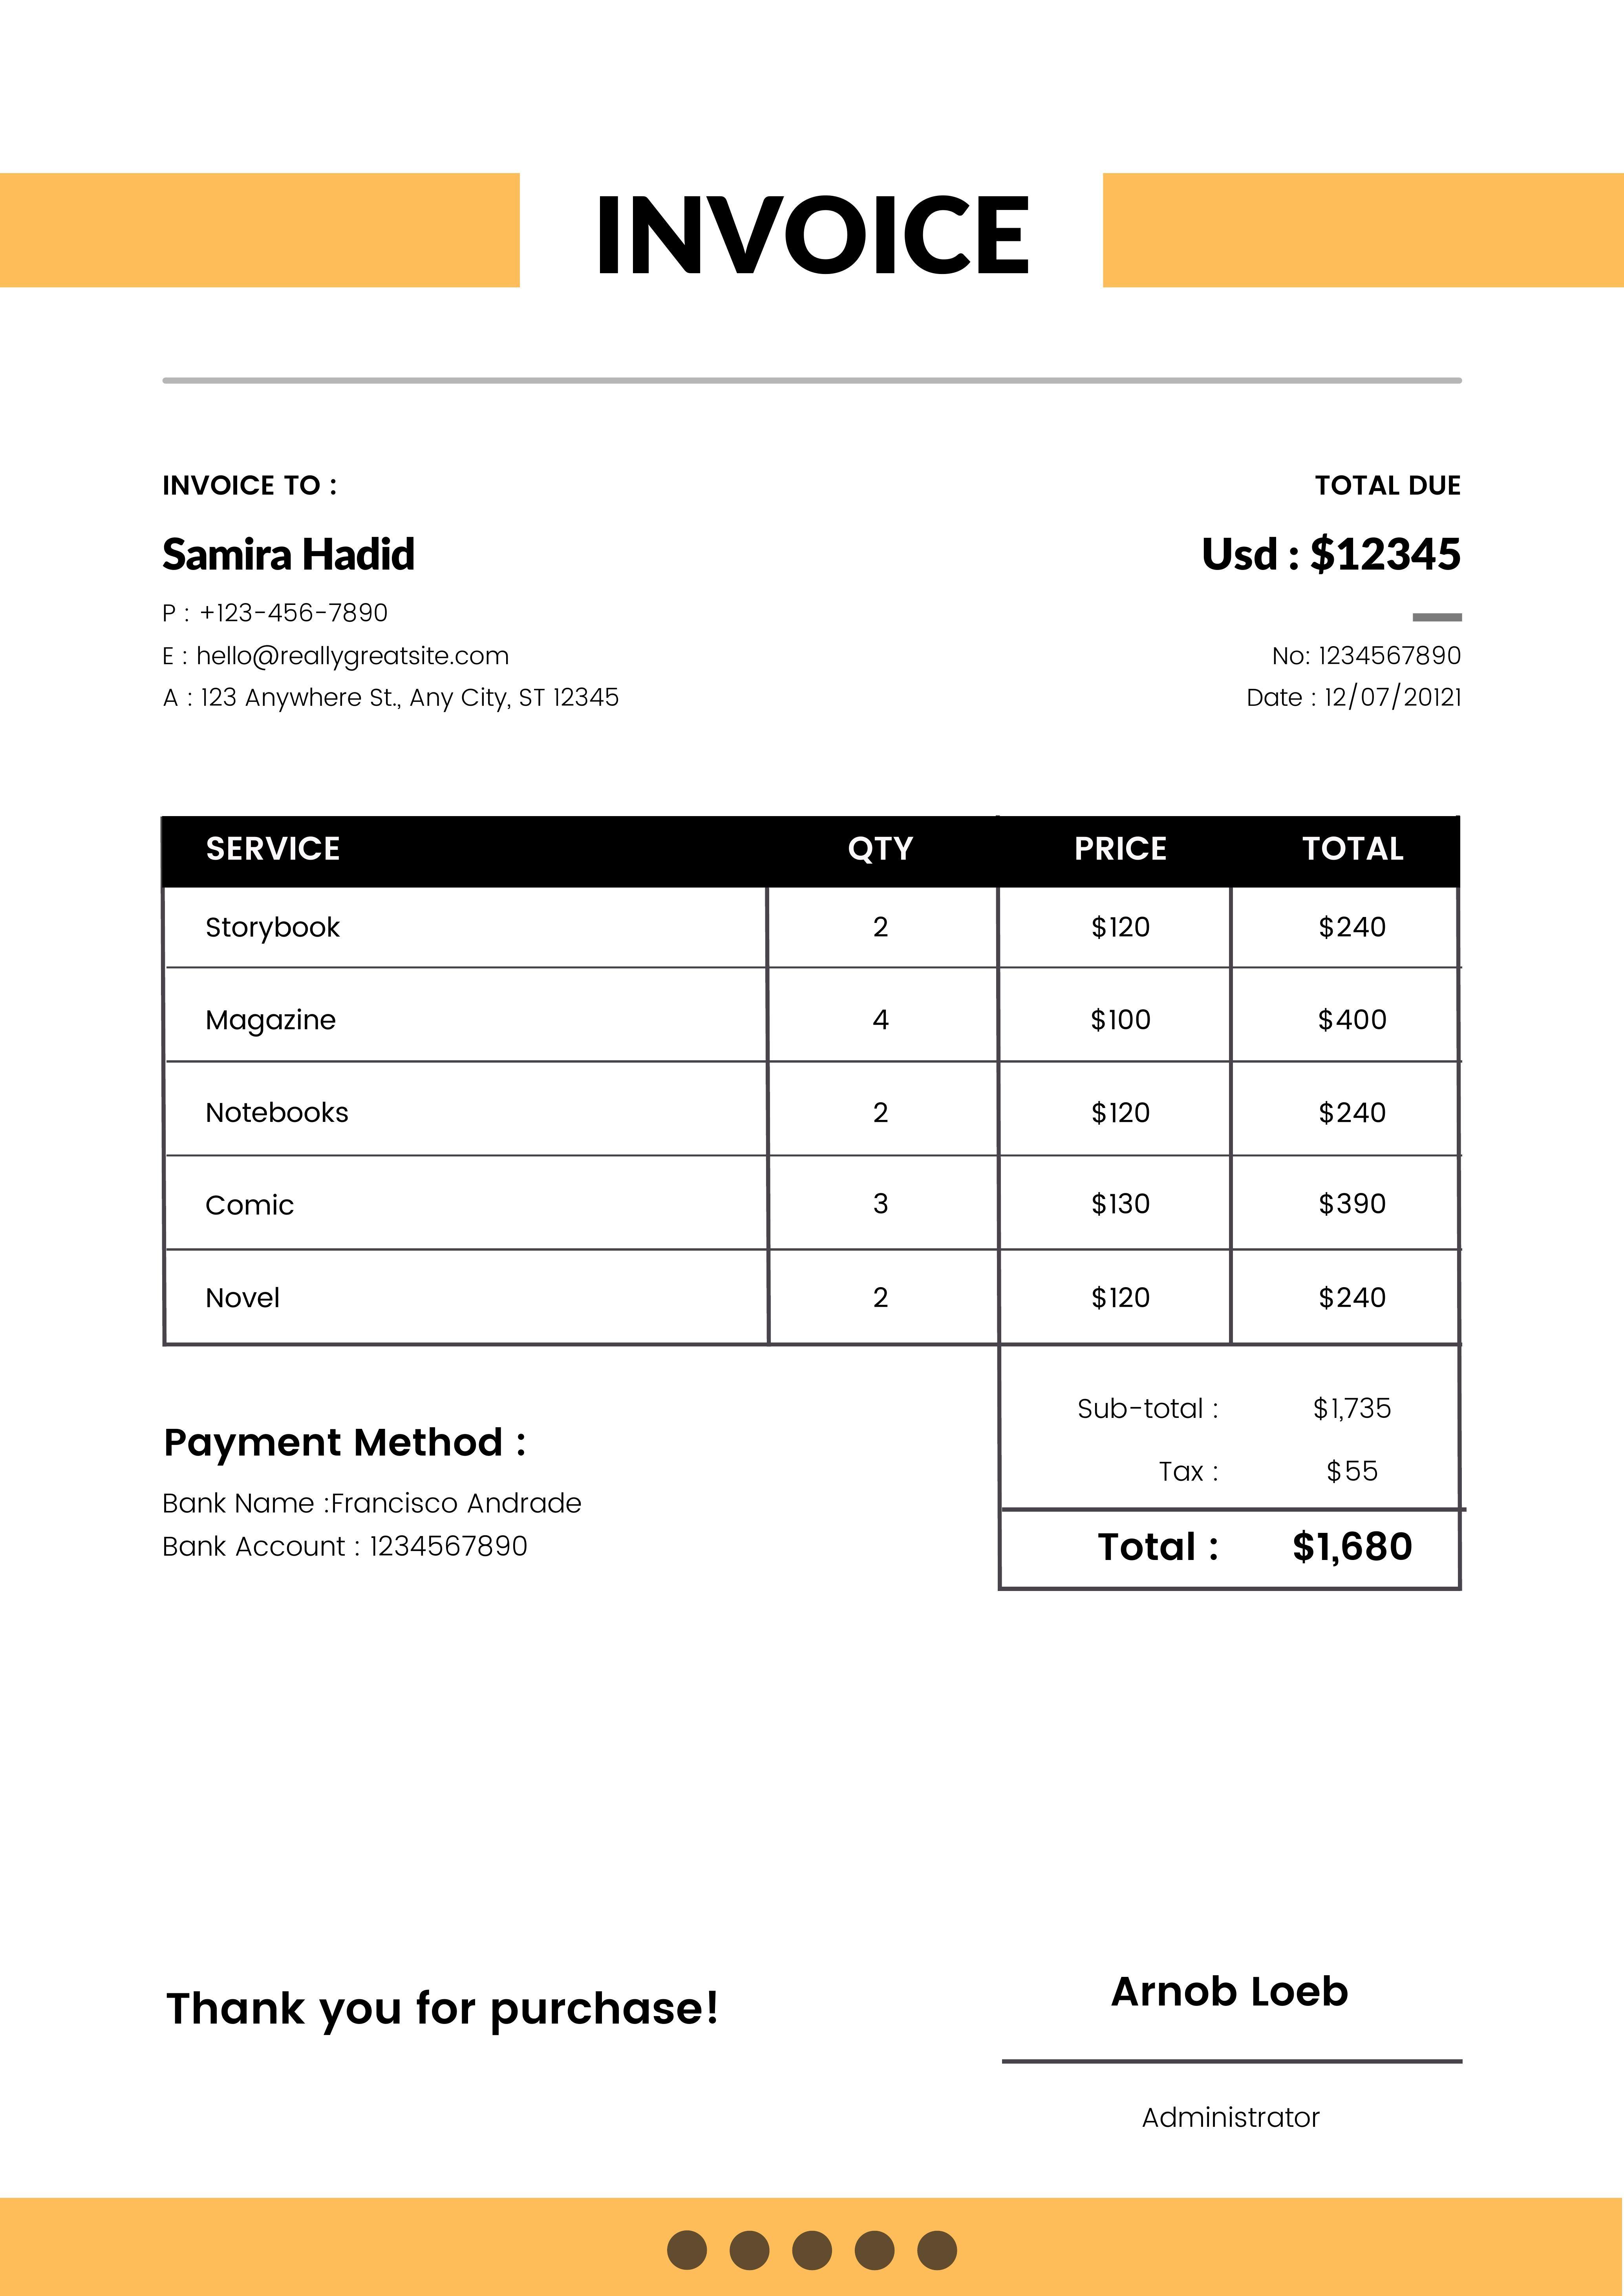 INVOICE
INVOICE TO :
Samira Hadid
P : +123-456-7890
E : hello@reallygreatsite.com
A : 123 Anywhere St., Any City, ST 12345
TOTAL DUE
Usd : $12345
No: 1234567890
Date : 12/07/20121
SERVICE QTY PRICE TOTAL
Storybook 2 $120 $240
Magazine 4 $100 $400
Notebooks 2 $120 $240
Comic 3 $130 $390
Novel 2 $120 $240
Sub-total : $1,735
Tax : $55
Total : $1,680
Payment Method :
Bank Name :Francisco Andrade
Bank Account : 1234567890
Thank you for purchase!
Arnob Loeb
Administrator